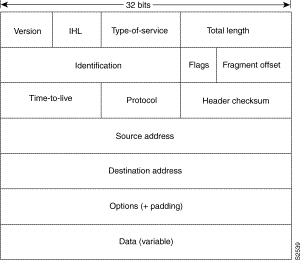 32 bits
Version IHL Type-of-service Total length
Identification Flags Fragment offset
Time-to-live Protocol Header checksum
Source address
Destination address
Options (+ padding)
Data (variable)
S2539